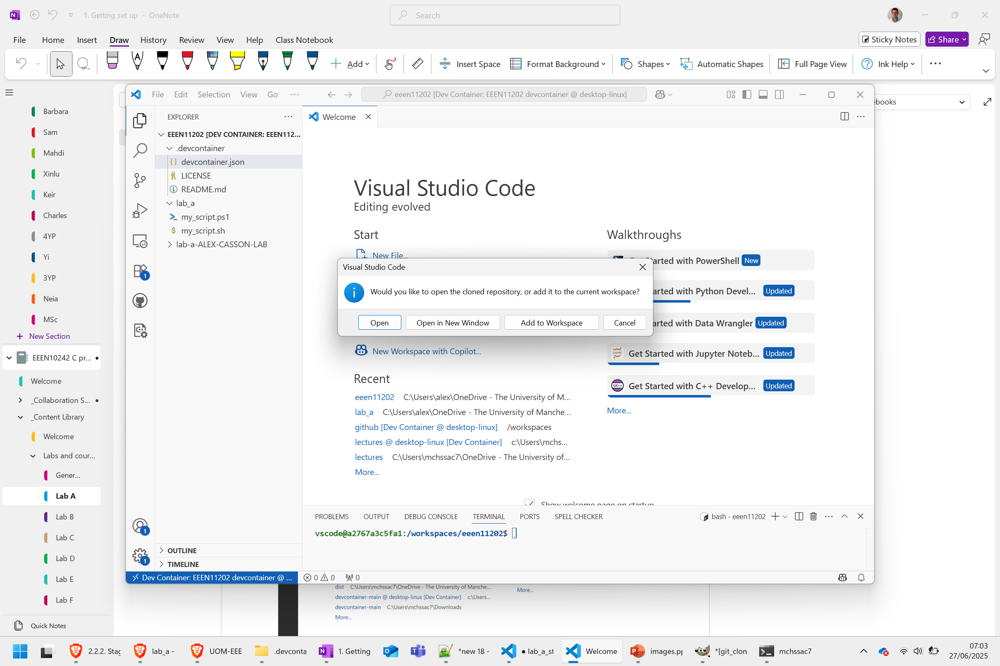 1. Getting set up - OneNote
Search
File Home Insert Draw History Review View Help Class Notebook
Sticky Notes
Share
Add
Insert Space
Format Background
Shapes
Automatic Shapes
Full Page View
Ink Help
Barbara
Sam
Mahdi
Xinlu
Keir
Charles
4YP
Yi
3YP
Neia
MSc
New Section
EEEN10242 C pr...
Welcome
_Collaboration S...
_Content Library
Welcome
Labs and cour...
Gener...
Lab A
Lab B
Lab C
Lab D
Lab E
Lab F
Quick Notes
ebooks
File Edit Selection View Go
eeen11202 [Dev Container: EEEN11202 devcontainer @ desktop-linux]
EXPLORER
EEEN11202 [DEV CONTAINER: EEEN112...
.devcontainer
devcontainer.json
LICENSE
README.md
lab_a
my_script.ps1
my_script.sh
lab-a-ALEX-CASSON-LAB
OUTLINE
TIMELINE
Welcome
Visual Studio Code
Editing evolved
Start
New File...
New Workspace with Copilot...
Recent
eeen11202 C:\Users\alex\OneDrive - The University of M...
lab_a C:\Users\alex\OneDrive - The University of Manche...
github [Dev Container @ desktop-linux] /workspaces
lectures @ desktop-linux [Dev Container] c:\Users\mchs...
lectures C:\Users\mchssac7\OneDrive - The University of...
More...
Walkthroughs
Get Started with PowerShell New
arted with Python Devel... Updated
arted with Data Wrangler Updated
Get Started with Jupyter Noteb... Updated
Get Started with C++ Develop... Updated
More...
Show welcome page on startup
Visual Studio Code
Would you like to open the cloned repository, or add it to the current workspace?
Open
Open in New Window
Add to Workspace
Cancel
PROBLEMS OUTPUT DEBUG CONSOLE TERMINAL PORTS SPELL CHECKER
bash - eeen11202
vscode@a2767a3c5fa1:/workspaces/eeen11202$
Dev Container: EEEN11202 devcontainer @ ...
0 0 0
dist C:\Users\mchssac7\OneDrive - The University of Manche...
More...
devcontainer-main @ desktop-linux [Dev Container] c:\Users...
devcontainer-main C:\Users\mchssac7\Downloads
More...
2.2.2. Stag
lab_a -
UOM-EEE
.devconta
1. Getting
*new 18 -
lab_a_st
Welcome
images.pp
*[git_clon
mchssac7
07:03
27/06/2025